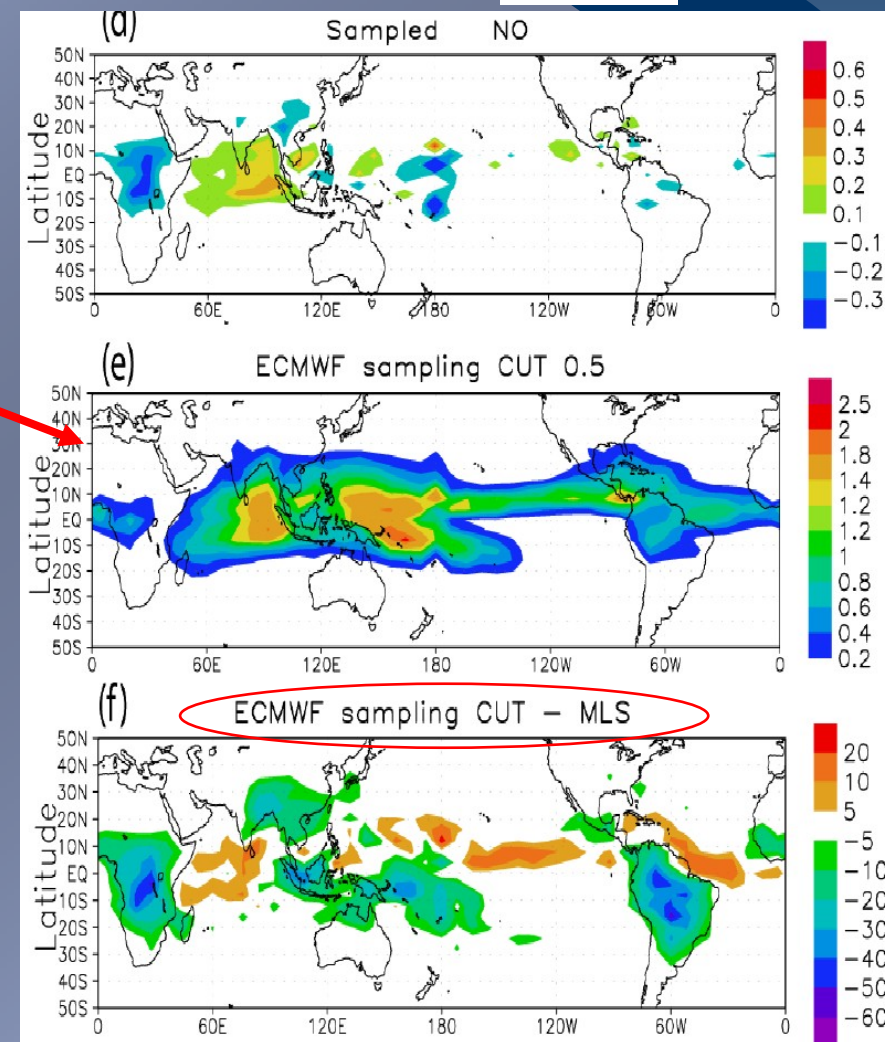 (d)
Sampled NO
50N
40N
30N
20N
10N
EQ
10S
20S
30S
40S
50S
Latitude
0 60E 120E 180 120W 60W 0
0.6
0.5
0.4
0.3
0.2
0.1
-0.1
-0.2
-0.3
(e)
ECMWF sampling CUT 0.5
50N
40N
30N
20N
10N
EQ
10S
20S
30S
40S
50S
Latitude
0 60E 120E 180 120W 60W 0
2.5
2
1.8
1.4
1.2
1.2
1
0.8
0.6
0.4
0.2
(f)
ECMWF sampling CUT - MLS
50N
40N
30N
20N
10N
EQ
10S
20S
30S
40S
50S
Latitude
0 60E 120E 180 120W 60W 0
20
10
5
-5
-10
-20
-30
-40
-50
-60